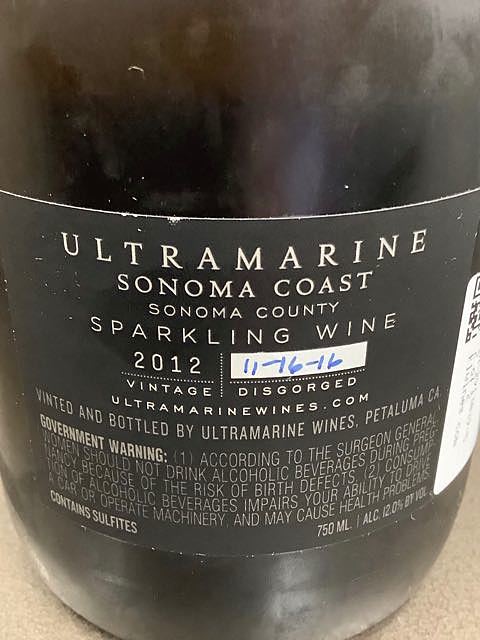 ULTRAMARINE
SONOMA COAST
SONOMA COUNTY
SPARKLING WINE
2012 11-16-16
VINTAGE DISGORGED
ULTRAMARINEWINES.COM
VINTED AND BOTTLED BY ULTRAMARINE WINES, PETALUMA CA.
GOVERNMENT WARNING: (1) ACCORDING TO THE SURGEON GENERAL,
WOMEN SHOULD NOT DRINK ALCOHOLIC BEVERAGES DURING PREG-
NANCY BECAUSE OF THE RISK OF BIRTH DEFECTS. (2) CONSUMP-
TION OF ALCOHOLIC BEVERAGES IMPAIRS YOUR ABILITY TO DRIVE
A CAR OR OPERATE MACHINERY, AND MAY CAUSE HEALTH PROBLEMS.
CONTAINS SULFITES 750 ML | ALC. 12.0% BY VOL.